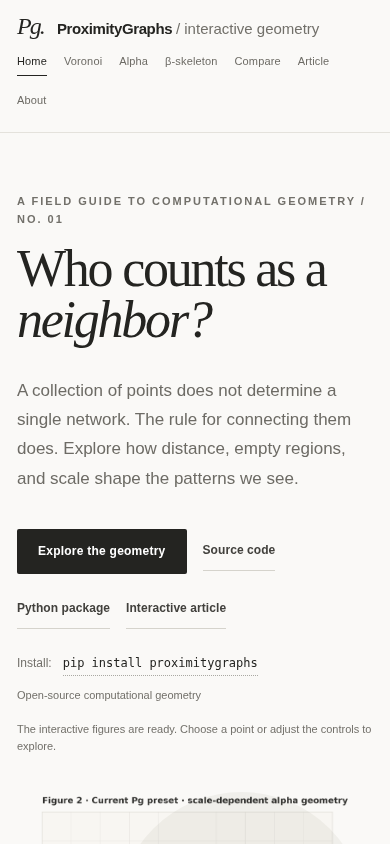 Pg. ProximityGraphs / interactive geometry
Home Voronoi Alpha β-skeleton Compare Article
About
A FIELD GUIDE TO COMPUTATIONAL GEOMETRY /
NO. 01
Who counts as a
neighbor?
A collection of points does not determine a
single network. The rule for connecting them
does. Explore how distance, empty regions,
and scale shape the patterns we see.
Explore the geometry Source code
Python package Interactive article
Install: pip install proximitygraphs
Open-source computational geometry
The interactive figures are ready. Choose a point or adjust the controls to
explore.
Figure 2 · Current Pg preset · scale-dependent alpha geometry